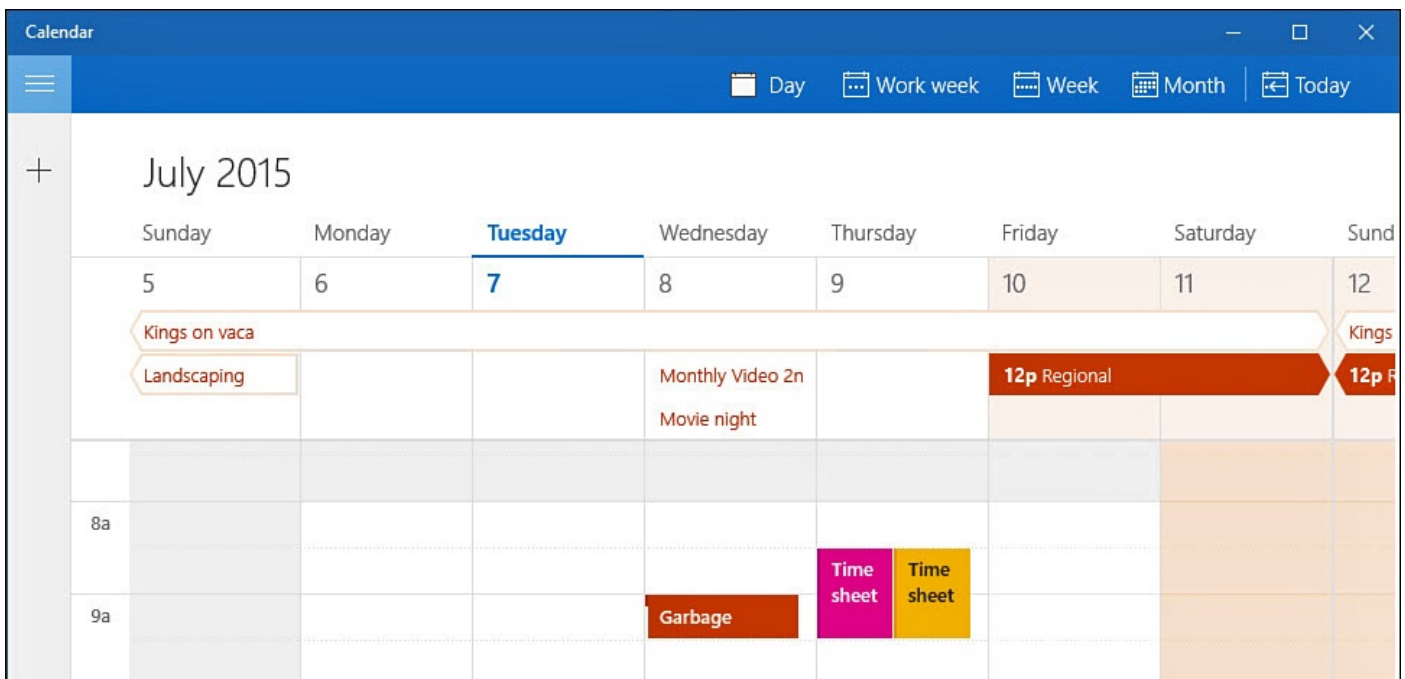 Calendar
Day Work week Week Month Today
July 2015
Sunday Monday Tuesday Wednesday Thursday Friday Saturday Sund
5 6 7 8 9 10 11 12
Kings on vaca Kings
Landscaping Monthly Video 2n 12p Regional 12p R
Movie night
8a
Time Time
sheet sheet
9a Garbage